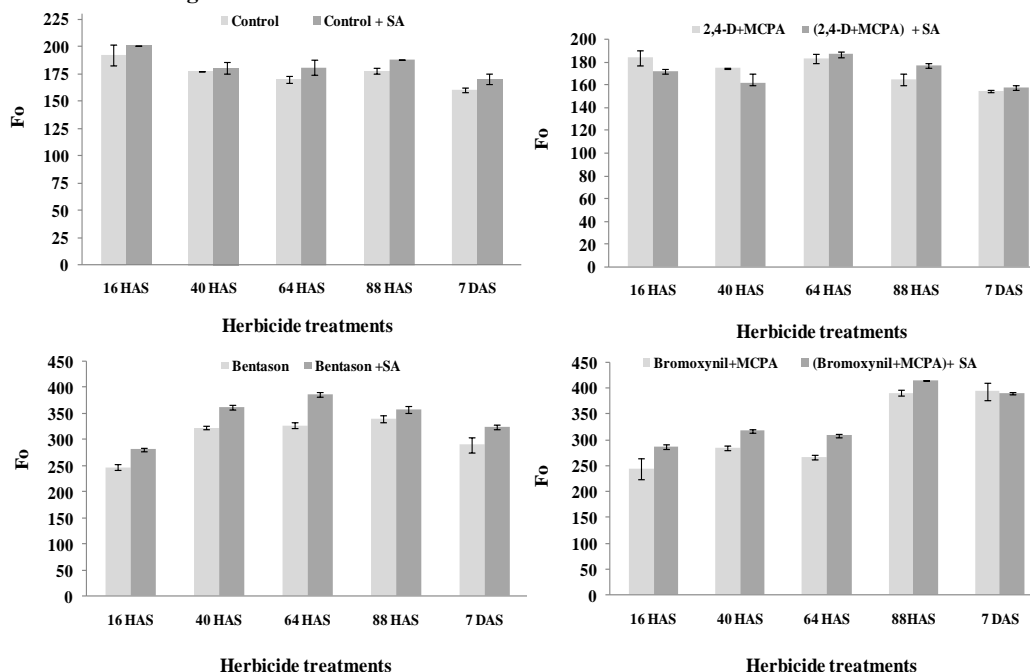 Control Control + SA
225
200
175
150
125
100
75
50
25
0
Fo
16 HAS 40 HAS 64 HAS 88 HAS 7 DAS
Herbicide treatments
2,4-D+MCPA (2,4-D+MCPA) + SA
200
180
160
140
120
100
80
60
40
20
0
Fo
16 HAS 40 HAS 64 HAS 88 HAS 7 DAS
Herbicide treatments
Bentason Bentason +SA
450
400
350
300
250
200
150
100
50
0
Fo
16 HAS 40 HAS 64 HAS 88 HAS 7 DAS
Herbicide treatments
Bromoxynil+MCPA (Bromoxynil+MCPA)+ SA
450
400
350
300
250
200
150
100
50
0
Fo
16 HAS 40 HAS 64 HAS 88HAS 7 DAS
Herbicide treatments